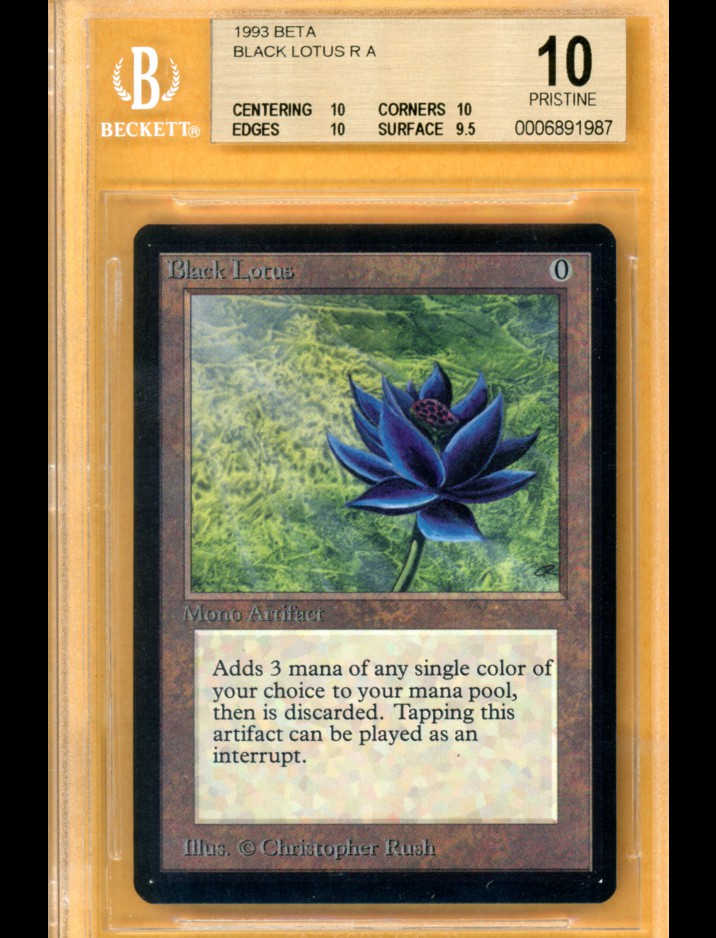 B
BECKETT®
1993 BETA
BLACK LOTUS R A
CENTERING 10 CORNERS 10
EDGES 10 SURFACE 9.5
10
PRISTINE
0006891987
Black Lotus 0
CR
Mono Artifact
Adds 3 mana of any single color of
your choice to your mana pool,
then is discarded. Tapping this
artifact can be played as an
interrupt.
Illus. © Christopher Rush